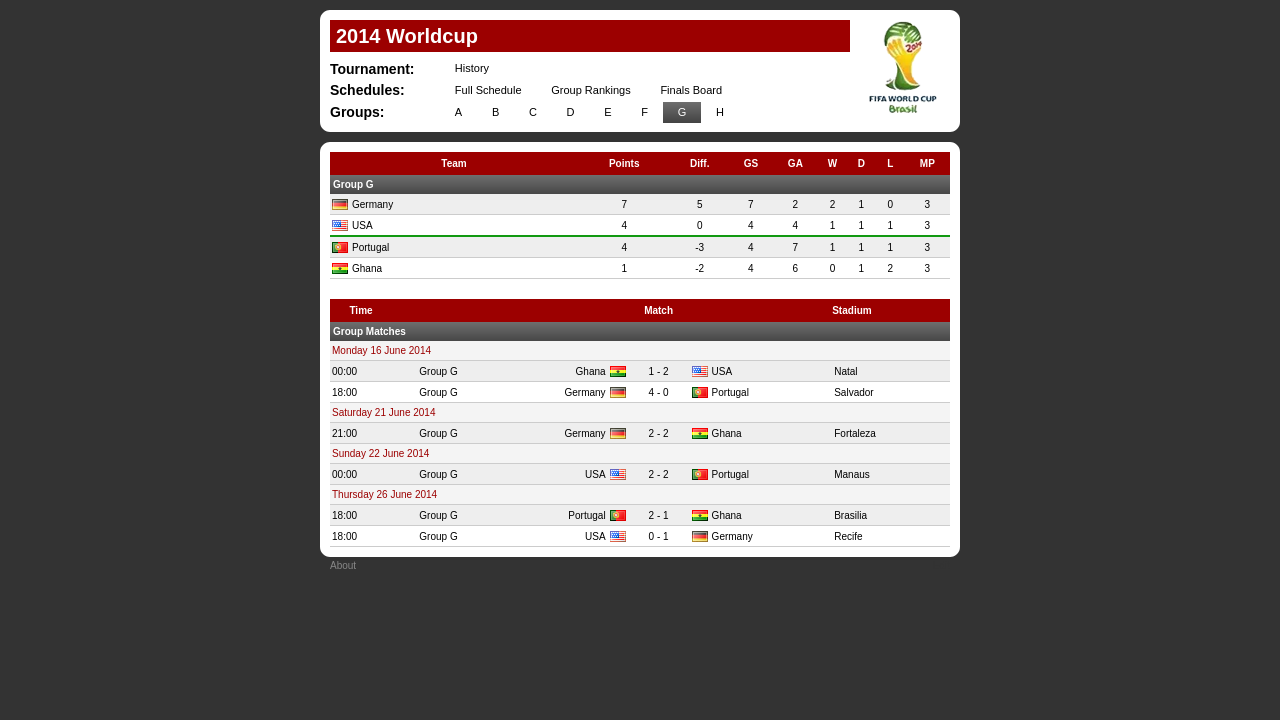 2014 Worldcup
FIFA WORLD CUP
Brasil
Tournament: History
Schedules: Full Schedule Group Rankings Finals Board
Groups: A B C D E F G H
Team Points Diff. GS GA W D L MP
Group G
Germany 7 5 7 2 2 1 0 3
USA 4 0 4 4 1 1 1 3
Portugal 4 -3 4 7 1 1 1 3
Ghana 1 -2 4 6 0 1 2 3
Time Match Stadium
Group Matches
Monday 16 June 2014
00:00 Group G Ghana 1 - 2 USA Natal
18:00 Group G Germany 4 - 0 Portugal Salvador
Saturday 21 June 2014
21:00 Group G Germany 2 - 2 Ghana Fortaleza
Sunday 22 June 2014
00:00 Group G USA 2 - 2 Portugal Manaus
Thursday 26 June 2014
18:00 Group G Portugal 2 - 1 Ghana Brasilia
18:00 Group G USA 0 - 1 Germany Recife
About